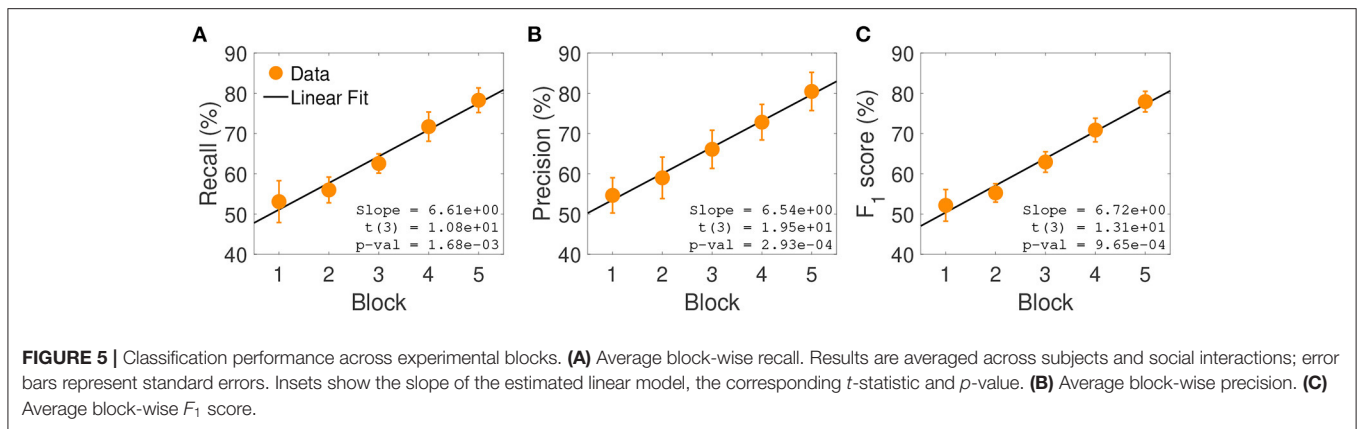 A
90
80
70
60
50
40
Recall (%)
Data
Linear Fit
Slope = 6.61e+00
t(3) = 1.08e+01
p-val = 1.68e-03
1 2 3 4 5
Block
B
90
80
70
60
50
40
Precision (%)
Slope = 6.54e+00
t(3) = 1.95e+01
p-val = 2.93e-04
1 2 3 4 5
Block
C
90
80
70
60
50
40
F1 score (%)
Slope = 6.72e+00
t(3) = 1.31e+01
p-val = 9.65e-04
1 2 3 4 5
Block
FIGURE 5 | Classification performance across experimental blocks. (A) Average block-wise recall. Results are averaged across subjects and social interactions; error
bars represent standard errors. Insets show the slope of the estimated linear model, the corresponding t-statistic and p-value. (B) Average block-wise precision. (C)
Average block-wise F1 score.